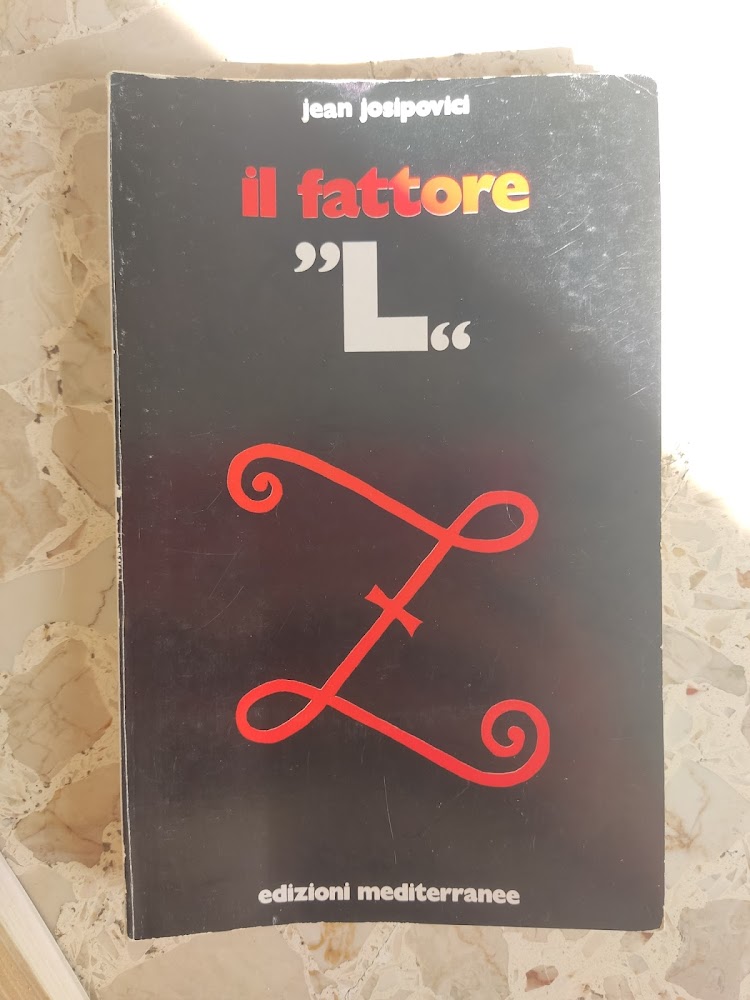 jean josipovici
il fattore
”L“
edizioni mediterranee